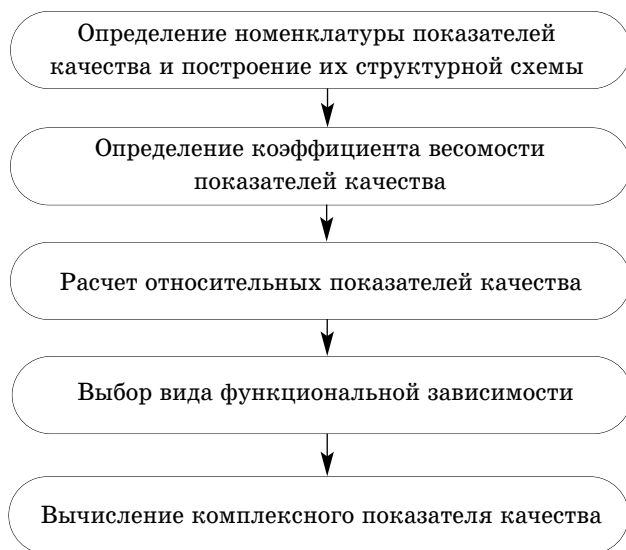 Определение номенклатуры показателей
качества и построение их структурной схемы
Определение коэффициента весомости
показателей качества
Расчет относительных показателей качества
Выбор вида функциональной зависимости
Вычисление комплексного показателя качества